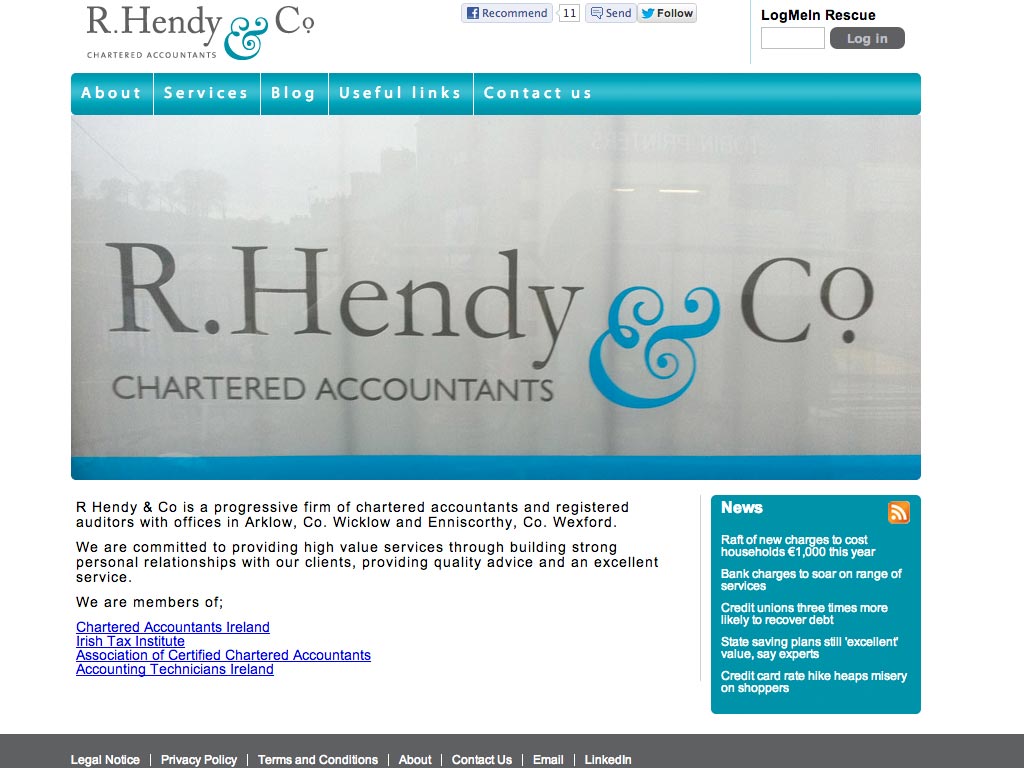 R.Hendy & Co
CHARTERED ACCOUNTANTS
Recommend 11 Send Follow
LogMeIn Rescue
Log in
About Services Blog Useful links Contact us
TOBIN PRINTERS
R.Hendy & Co
CHARTERED ACCOUNTANTS
R Hendy & Co is a progressive firm of chartered accountants and registered
auditors with offices in Arklow, Co. Wicklow and Enniscorthy, Co. Wexford.
We are committed to providing high value services through building strong
personal relationships with our clients, providing quality advice and an excellent
service.
We are members of;
Chartered Accountants Ireland
Irish Tax Institute
Association of Certified Chartered Accountants
Accounting Technicians Ireland
News
Raft of new charges to cost
households €1,000 this year
Bank charges to soar on range of
services
Credit unions three times more
likely to recover debt
State saving plans still 'excellent'
value, say experts
Credit card rate hike heaps misery
on shoppers
Legal Notice | Privacy Policy | Terms and Conditions | About | Contact Us | Email | LinkedIn